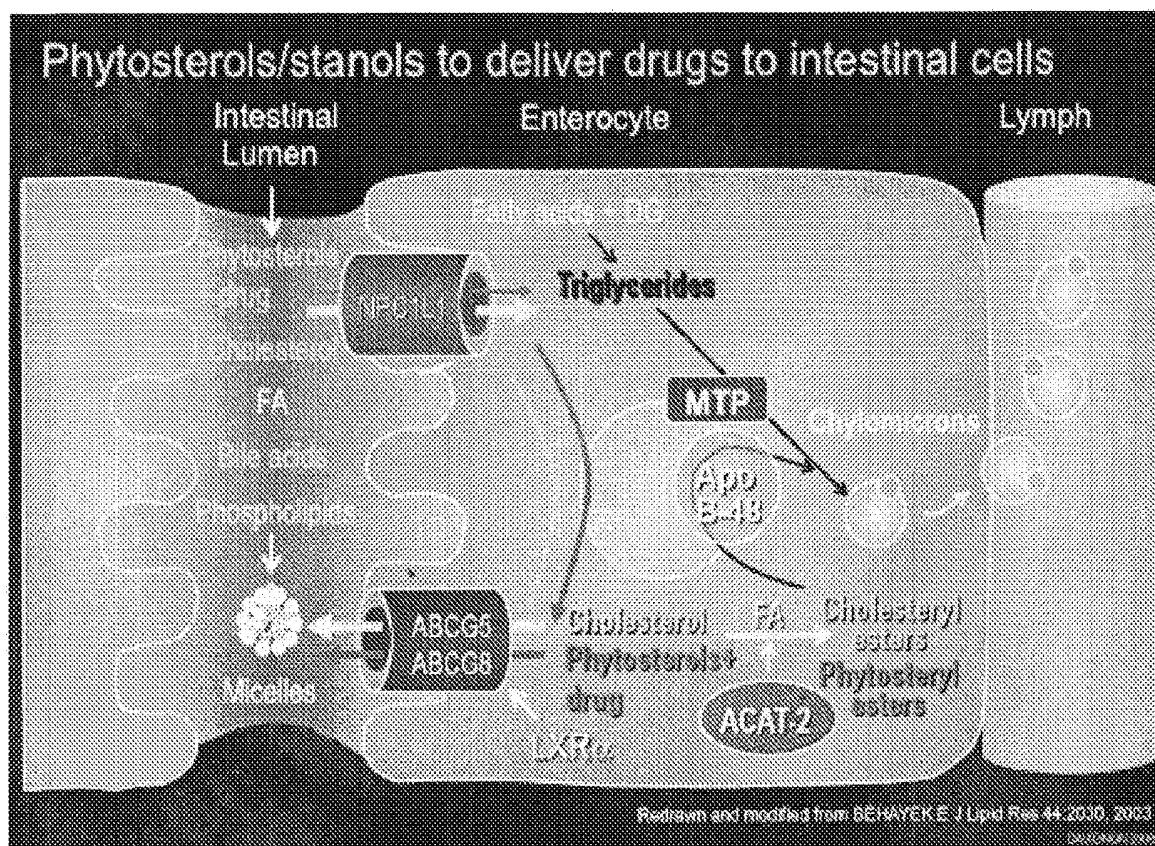 Phytosterols/stanols to deliver drugs to intestinal cells
Intestinal
Lumen
Enterocyte
Lymph
drug
NPC1L1
FA
Bile acids
Phospholipids
Micelles
Triglycerides
MTP
Chylomicrons
Apo
B-48
ABCG5
ABCG8
LXRα
Cholesterol
Phytosterols+
drug
FA
ACAT-2
Cholesteryl
esters
Phytosteryl
esters
Redrawn and modified from BEHAYEK E J Lipid Res 44:2030, 2003